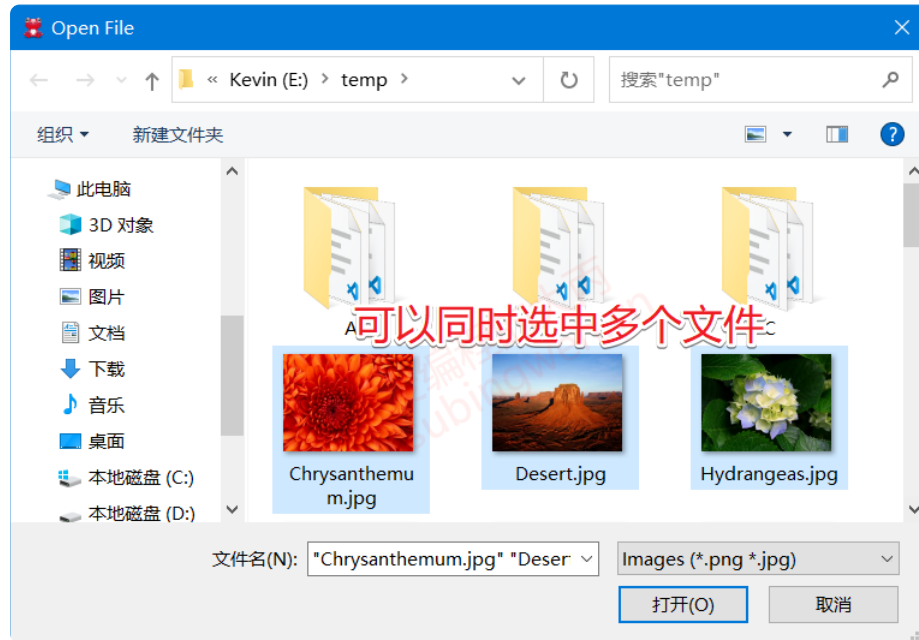 Open File
« Kevin (E:) > temp >
搜索"temp"
组织
新建文件夹
此电脑
3D 对象
视频
图片
文档
下载
音乐
桌面
本地磁盘 (C:)
本地磁盘 (D:)
A
C
可以同时选中多个文件
Chrysanthemu
m.jpg
Desert.jpg
Hydrangeas.jpg
文件名(N):
"Chrysanthemum.jpg" "Deser
Images (*.png *.jpg)
打开(O)
取消